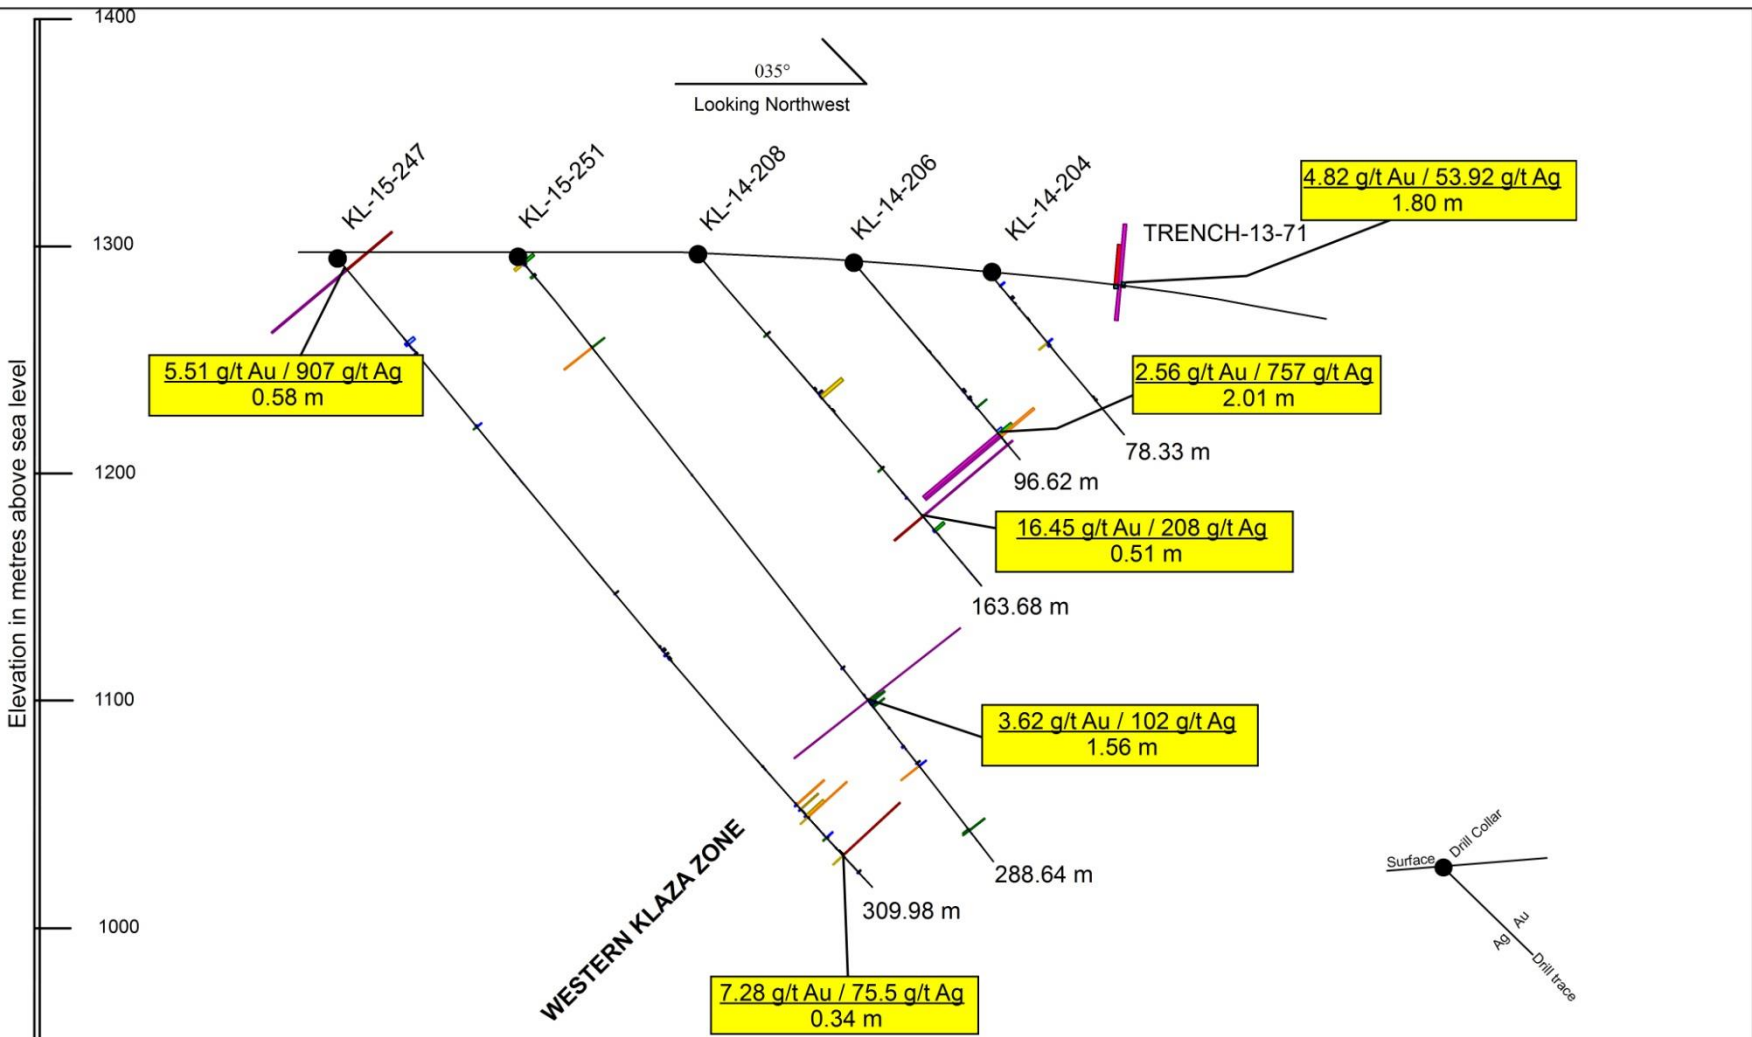 1400
035°
Looking Northwest
KL-15-247
KL-15-251
KL-14-208
KL-14-206
KL-14-204
4.82 g/t Au / 53.92 g/t Ag
1.80 m
TRENCH-13-71
1300
5.51 g/t Au / 907 g/t Ag
0.58 m
2.56 g/t Au / 757 g/t Ag
2.01 m
78.33 m
1200
96.62 m
16.45 g/t Au / 208 g/t Ag
0.51 m
163.68 m
Elevation in metres above sea level
1100
3.62 g/t Au / 102 g/t Ag
1.56 m
WESTERN KLAZA ZONE
288.64 m
309.98 m
1000
7.28 g/t Au / 75.5 g/t Ag
0.34 m
Surface
Drill Collar
Au
Ag
Drill trace